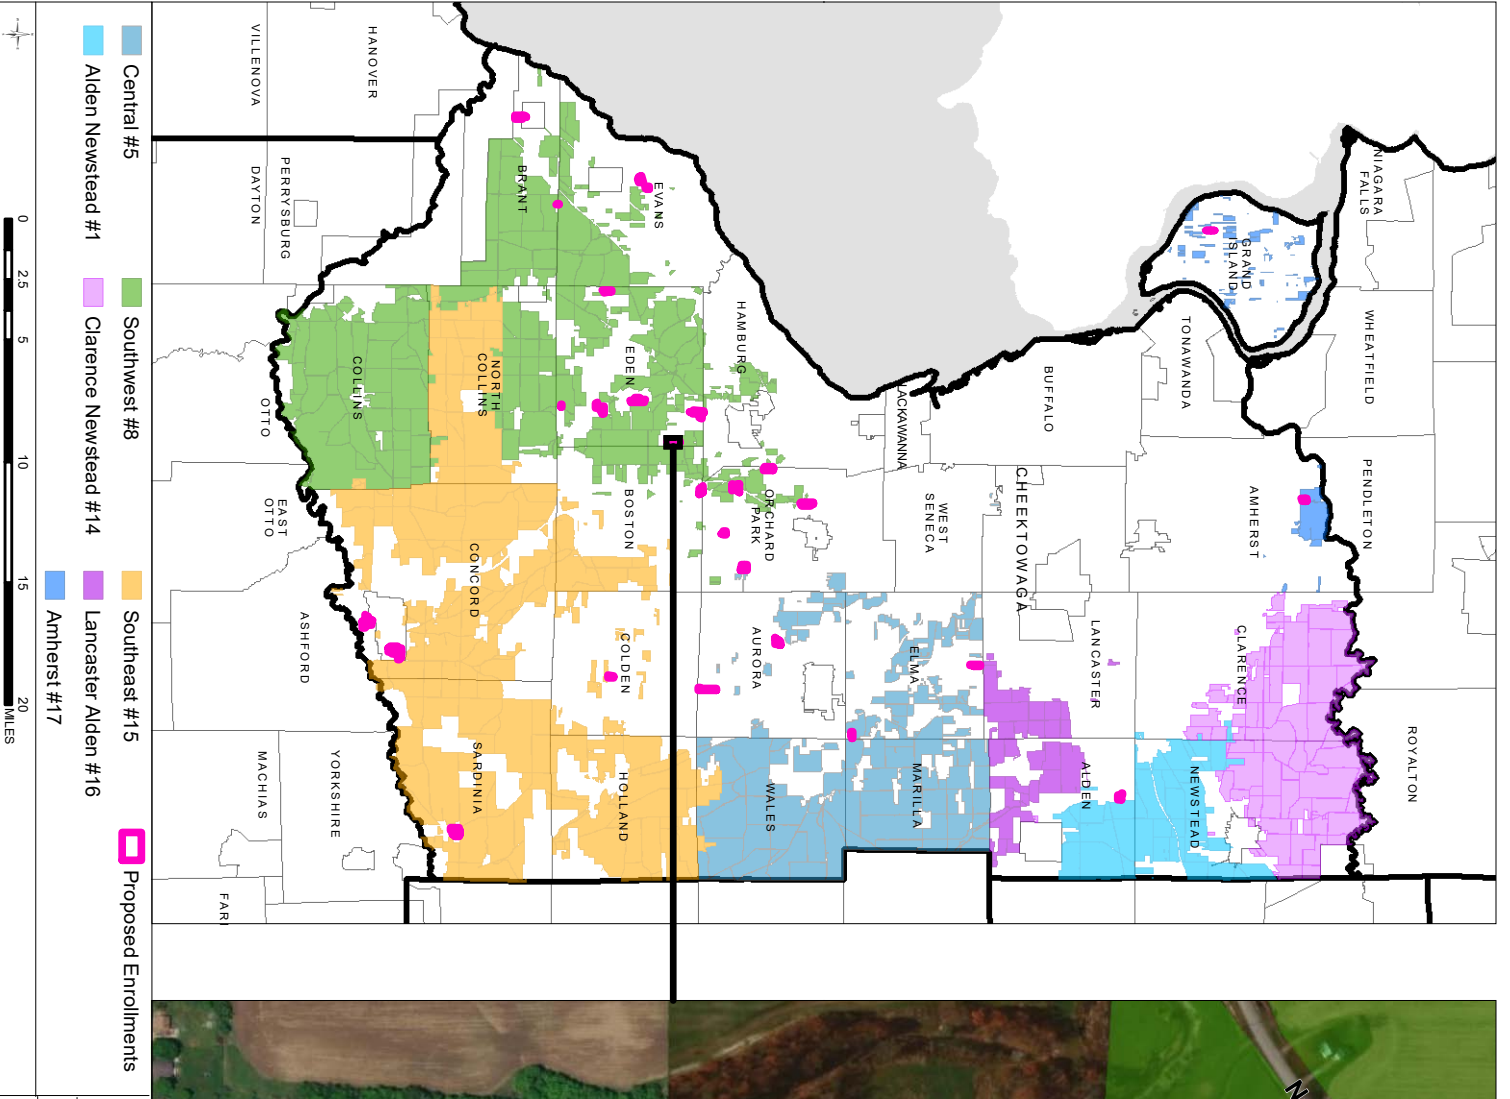 NIAGARA
FALLS
WHEATFIELD
PENDLETON
ROYALTON
GRAND
ISLAND
TONAWANDA
AMHERST
CLARENCE
NEWSTEAD
BUFFALO
CHEEKTOWAGA
LANCASTER
ALDEN
LACKAWANNA
WEST
SENECA
ELMA
MARILLA
HAMBURG
ORCHARD
PARK
AURORA
WALES
EVANS
EDEN
BOSTON
COLDEN
HOLLAND
BRANT
NORTH
COLLINS
CONCORD
SARDINIA
COLLINS
HANOVER
VILLENOVA
PERRYSBURG
DAYTON
OTTO
EAST
OTTO
ASHFORD
YORKSHIRE
MACHIAS
N
Central #5
Southwest #8
Southeast #15
Proposed Enrollments
Alden Newstead #1
Clarence Newstead #14
Lancaster Alden #16
Amherst #17
0 2.5 5 10 15 20
MILES